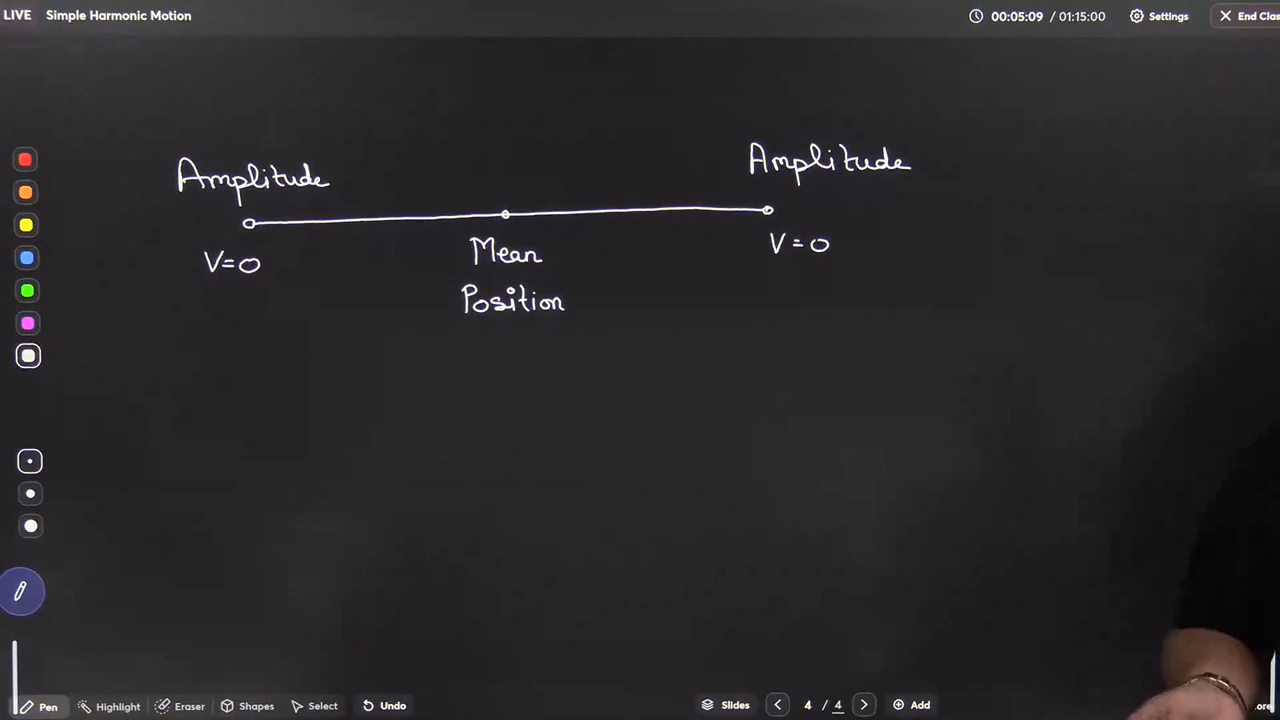 LIVE Simple Harmonic Motion 00:05:09 / 01:15:00 Settings End Clas
Amplitude Amplitude
V=0 V=0
Mean
Position
Pen Highlight Eraser Shapes Select Undo Slides 4 / 4 Add ore